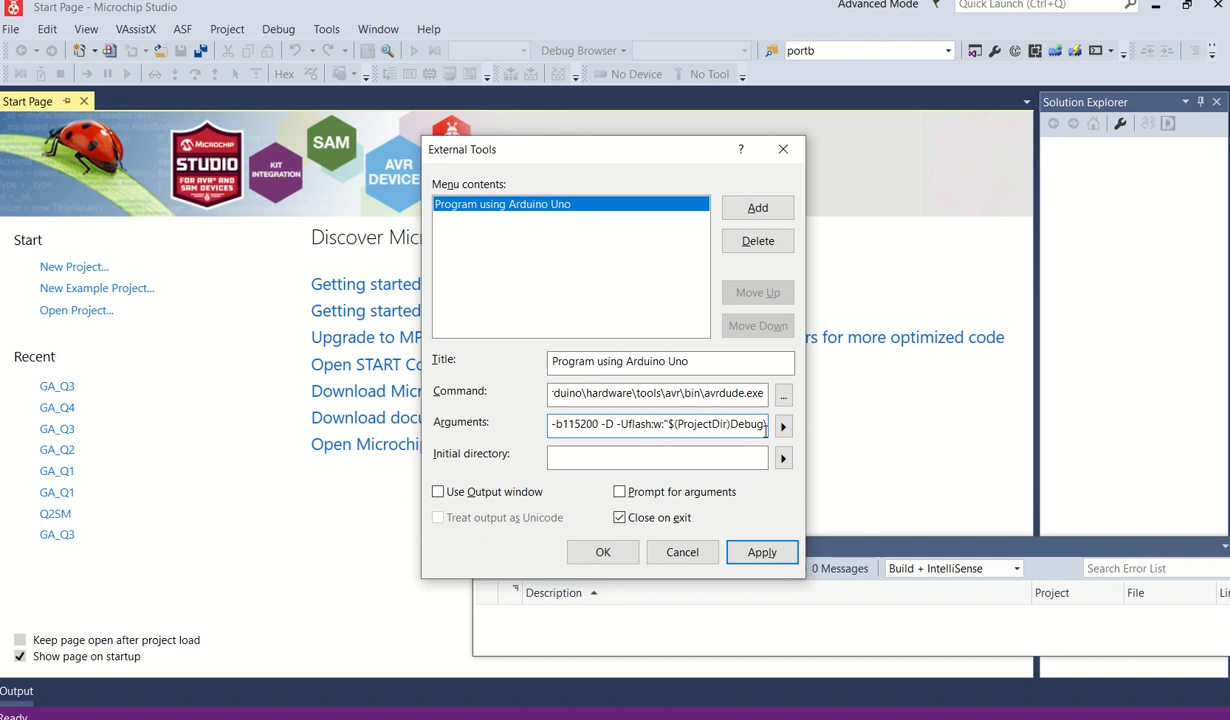 Start Page - Microchip Studio
Advanced Mode
Quick Launch (Ctrl+Q)
File Edit View VAssistX ASF Project Debug Tools Window Help
Debug Browser
portb
Hex
No Device
No Tool
Start Page
Solution Explorer
MICROCHIP
STUDIO
FOR AVR® AND
SAM DEVICES
KIT
INTEGRATION
SAM
AVR
DEVICE
External Tools
?
Menu contents:
Program using Arduino Uno
Add
Delete
Move Up
Move Down
Title:
Program using Arduino Uno
Command:
duino\hardware\tools\avr\bin\avrdude.exe
...
Arguments:
-b115200 -D -Uflash:w:"$(ProjectDir)Debug\
Initial directory:
Use Output window
Prompt for arguments
Treat output as Unicode
Close on exit
OK
Cancel
Apply
Start
New Project...
New Example Project...
Open Project...
Recent
GA_Q3
GA_Q4
GA_Q3
GA_Q2
GA_Q1
GA_Q1
Q2SM
GA_Q3
Discover Mic
Getting started
Getting started
Upgrade to MP
rs for more optimized code
Open START Co
Download Mic
Download docu
Open Microchi
Keep page open after project load
Show page on startup
0 Messages
Build + IntelliSense
Search Error List
Description
Project
File
Li
Output
Ready